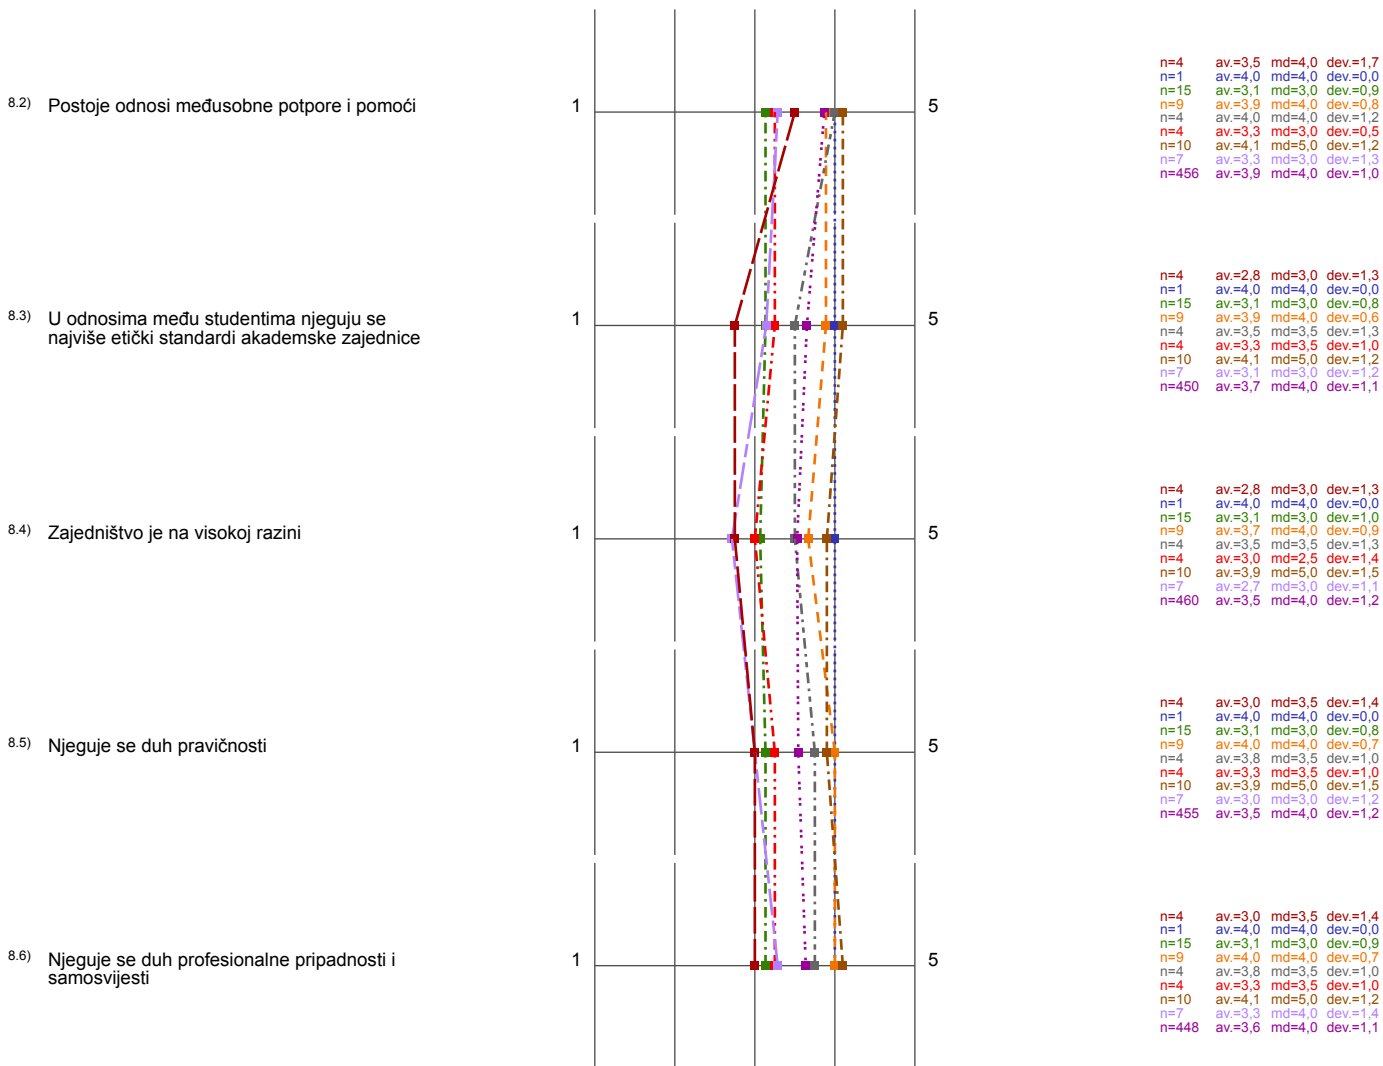 8.2) Postoje odnosi međusobne potpore i pomoći
1
5
n=4 av.=3,5 md=4,0 dev.=1,7
n=1 av.=4,0 md=4,0 dev.=0,0
n=15 av.=3,1 md=3,0 dev.=0,9
n=9 av.=3,9 md=4,0 dev.=0,8
n=4 av.=4,0 md=4,0 dev.=1,2
n=4 av.=3,3 md=3,0 dev.=0,5
n=10 av.=4,1 md=5,0 dev.=1,2
n=7 av.=3,3 md=3,0 dev.=1,3
n=456 av.=3,9 md=4,0 dev.=1,0
8.3) U odnosima među studentima njeguju se
najviše etički standardi akademske zajednice
1
5
n=4 av.=2,8 md=3,0 dev.=1,3
n=1 av.=4,0 md=4,0 dev.=0,0
n=15 av.=3,1 md=3,0 dev.=0,8
n=9 av.=3,9 md=4,0 dev.=0,6
n=4 av.=3,5 md=3,5 dev.=1,3
n=4 av.=3,3 md=3,5 dev.=1,0
n=10 av.=4,1 md=5,0 dev.=1,2
n=7 av.=3,1 md=3,0 dev.=1,2
n=450 av.=3,7 md=4,0 dev.=1,1
8.4) Zajedništvo je na visokoj razini
1
5
n=4 av.=2,8 md=3,0 dev.=1,3
n=1 av.=4,0 md=4,0 dev.=0,0
n=15 av.=3,1 md=3,0 dev.=1,0
n=9 av.=3,7 md=4,0 dev.=0,9
n=4 av.=3,5 md=3,5 dev.=1,3
n=4 av.=3,0 md=2,5 dev.=1,4
n=10 av.=3,9 md=5,0 dev.=1,5
n=7 av.=2,7 md=3,0 dev.=1,1
n=460 av.=3,5 md=4,0 dev.=1,2
8.5) Njeguje se duh pravičnosti
1
5
n=4 av.=3,0 md=3,5 dev.=1,4
n=1 av.=4,0 md=4,0 dev.=0,0
n=15 av.=3,1 md=3,0 dev.=0,8
n=9 av.=4,0 md=4,0 dev.=0,7
n=4 av.=3,8 md=3,5 dev.=1,0
n=4 av.=3,3 md=3,5 dev.=1,0
n=10 av.=3,9 md=5,0 dev.=1,5
n=7 av.=3,0 md=3,0 dev.=1,2
n=455 av.=3,5 md=4,0 dev.=1,2
8.6) Njeguje se duh profesionalne pripadnosti i
samosvijesti
1
5
n=4 av.=3,0 md=3,5 dev.=1,4
n=1 av.=4,0 md=4,0 dev.=0,0
n=15 av.=3,1 md=3,0 dev.=0,9
n=9 av.=4,0 md=4,0 dev.=0,7
n=4 av.=3,8 md=3,5 dev.=1,0
n=4 av.=3,3 md=3,5 dev.=1,0
n=10 av.=4,1 md=5,0 dev.=1,2
n=7 av.=3,3 md=4,0 dev.=1,4
n=448 av.=3,6 md=4,0 dev.=1,1